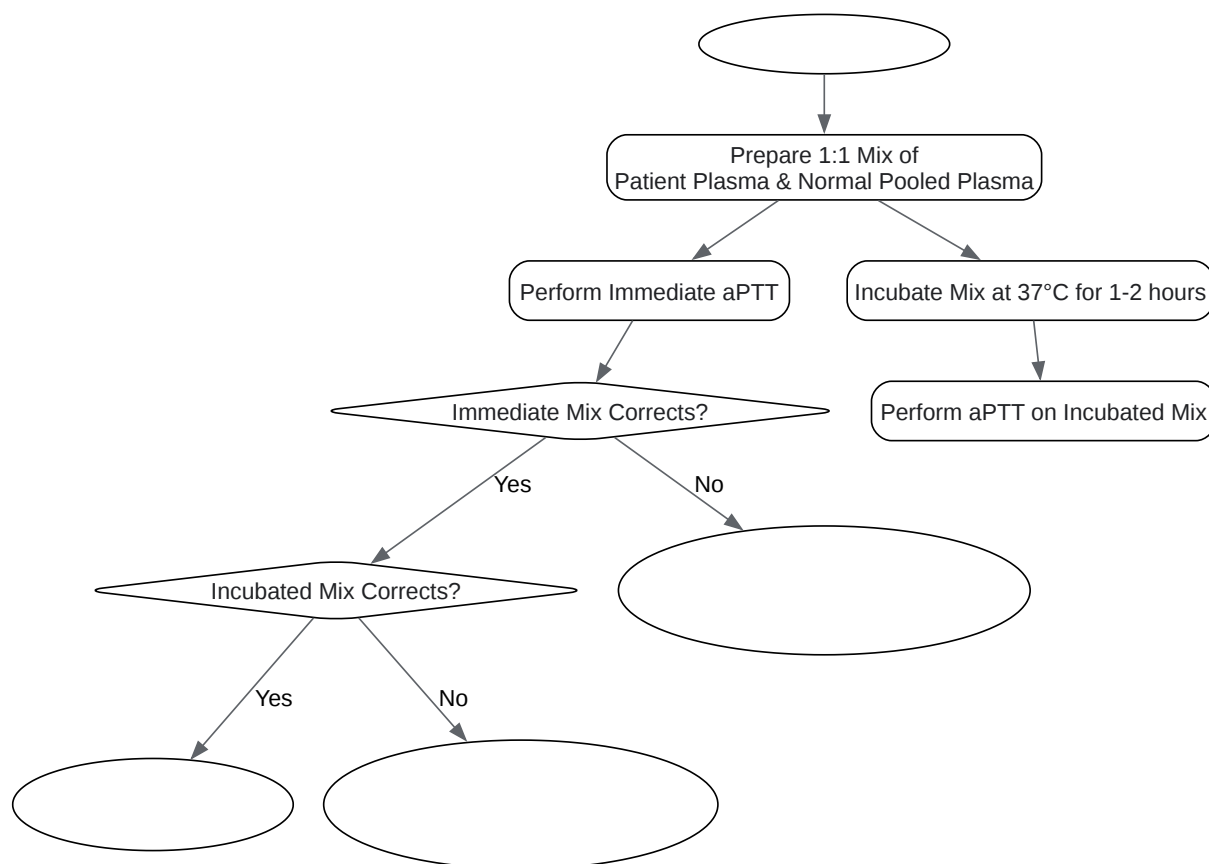 Prepare 1:1 Mix of
Patient Plasma & Normal Pooled Plasma
Perform Immediate aPTT
Incubate Mix at 37°C for 1-2 hours
Immediate Mix Corrects?
Perform aPTT on Incubated Mix
Yes
No
Incubated Mix Corrects?
Yes
No